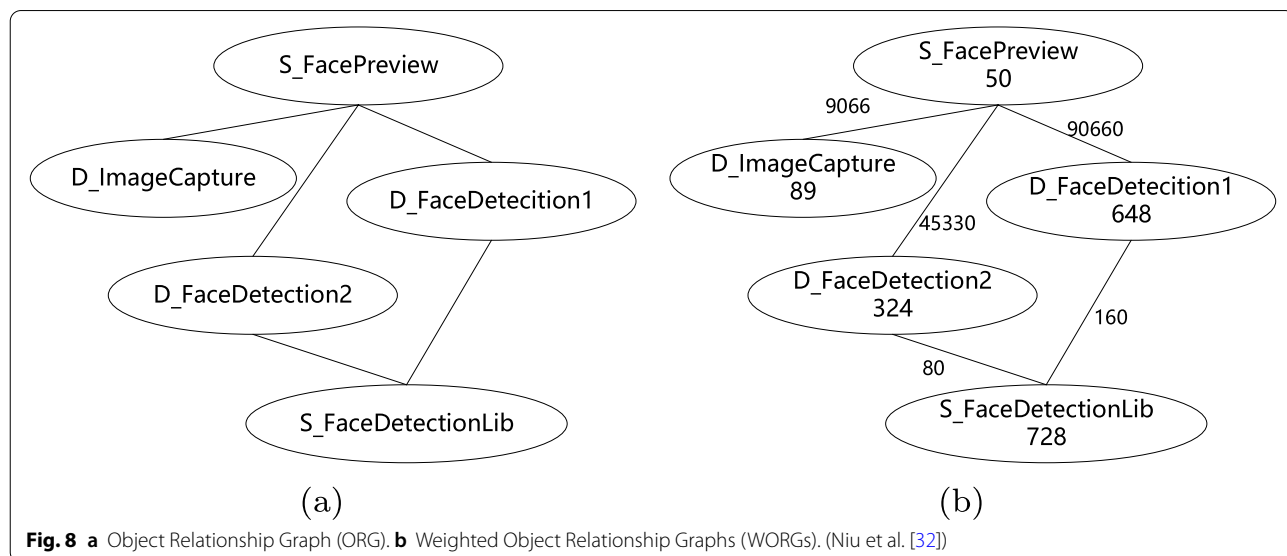 S_FacePreview
D_ImageCapture
D_FaceDetecition1
D_FaceDetection2
S_FaceDetectionLib
(a)
S_FacePreview
50
9066
90660
D_ImageCapture
89
D_FaceDetecition1
648
45330
D_FaceDetection2
324
160
80
S_FaceDetectionLib
728
(b)
Fig. 8 a Object Relationship Graph (ORG). b Weighted Object Relationship Graphs (WORGs). (Niu et al. [32])